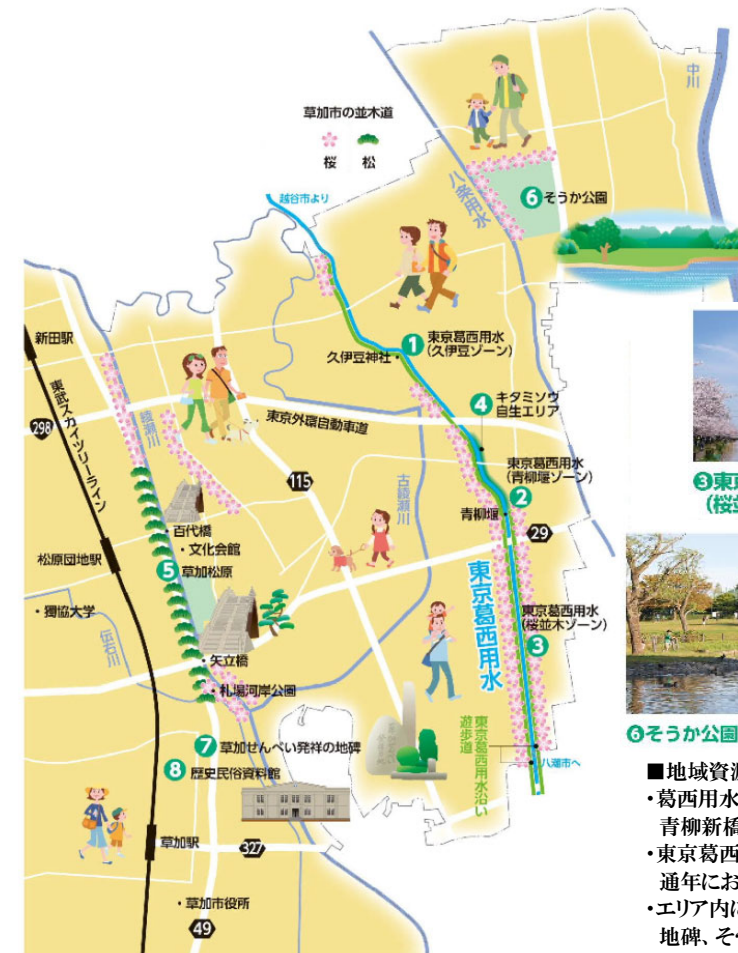 草加市の並木道
桜 松
中川
越谷市より
八条用水
⑥そうか公園
新田駅
東武スカイツリーライン
綾瀬川
久伊豆神社
① 東京葛西用水
(久伊豆ゾーン)
④ キタミソウ
自生エリア
298
東京外環自動車道
115
古綾瀬川
東京葛西用水
(青柳堰ゾーン)
②
青柳堰
29
・百代橋
・文化会館
松原団地駅
⑤ 草加松原
・獨協大学
伝右川
東京葛西用水
東京葛西用水
(桜並木ゾーン)
③
・矢立橋
・札場河岸公園
東京葛西用水沿い
遊歩道
八潮市へ
⑦ 草加せんべい発祥の地碑
⑧ 歴史民俗資料館
草加駅
327
・草加市役所
49
③東京
(桜並
⑥そうか公園
■地域資源
・葛西用水
青柳新橋
・東京葛西
通年にお
・エリア内に
地碑、そ